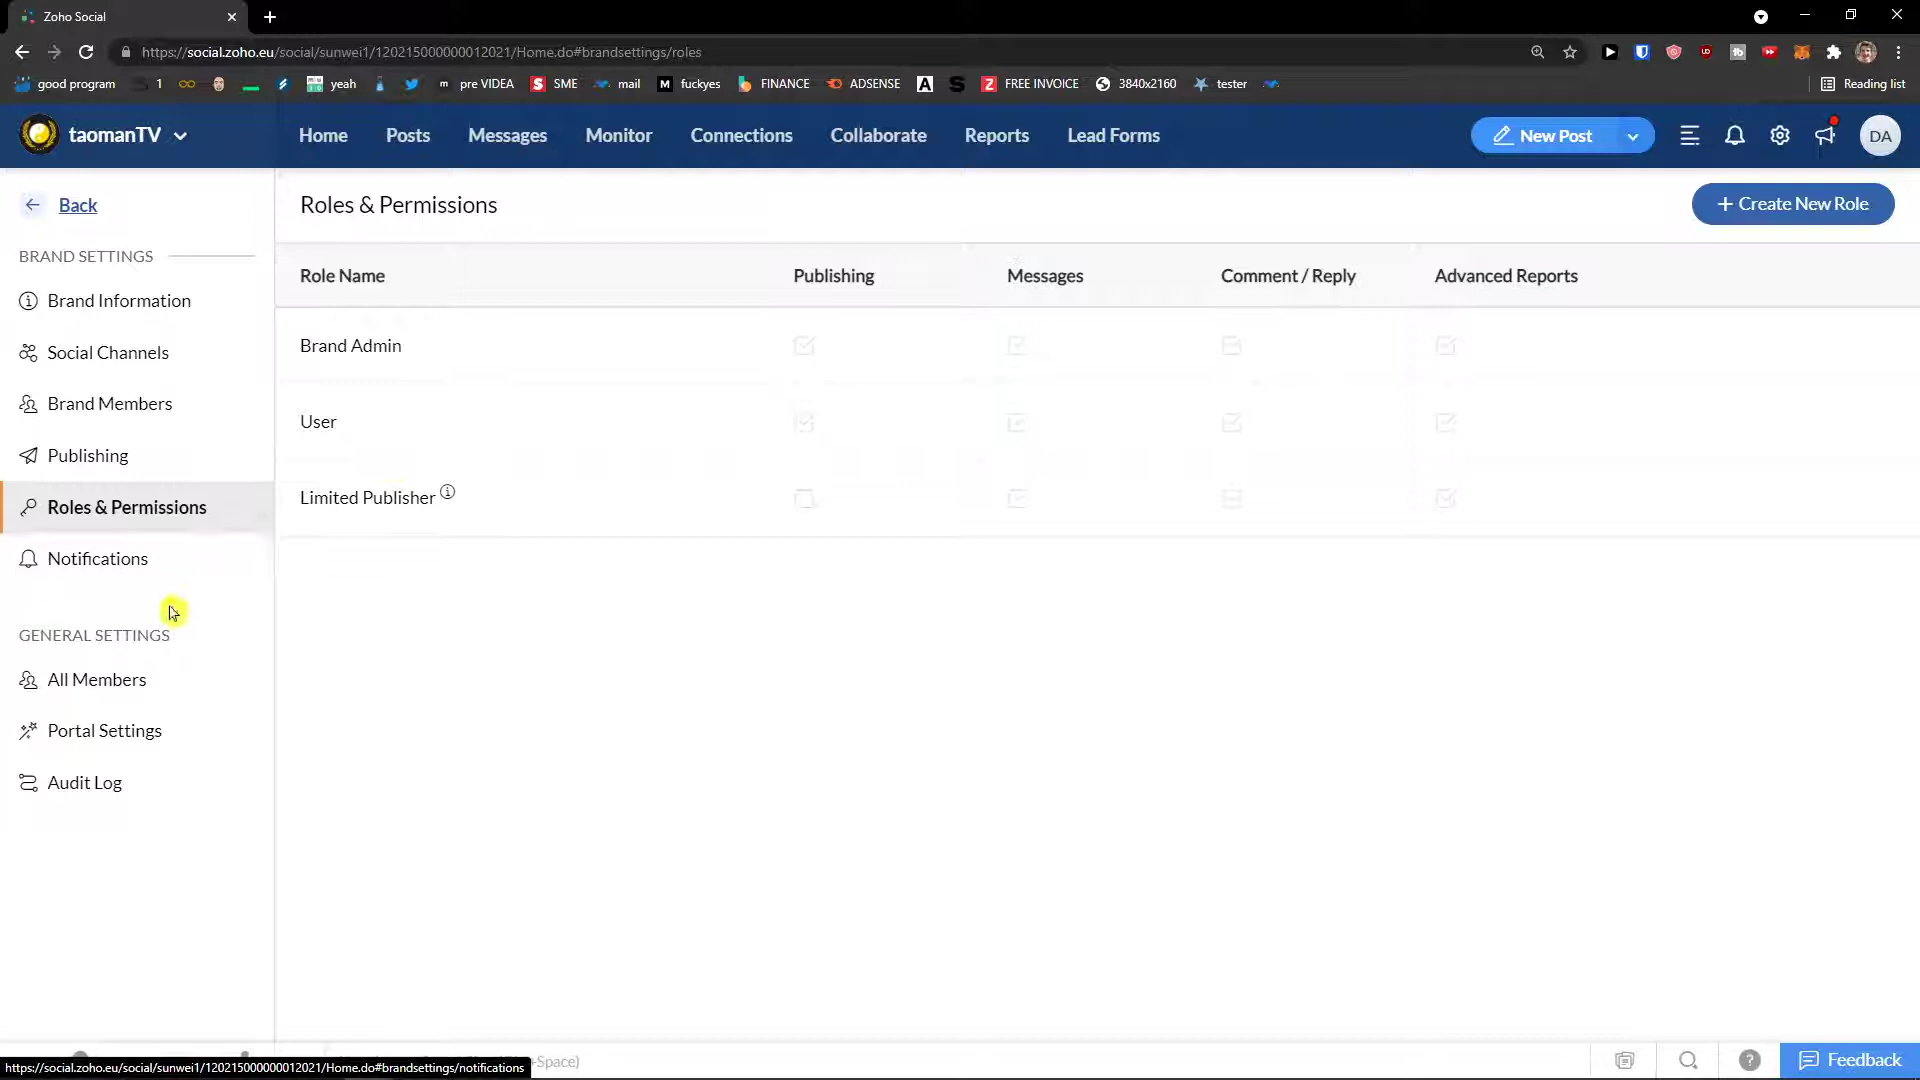 Zoho Social
https://social.zoho.eu/social/sunwei1/120215000000012021/Home.do#brandsettings/roles
good program
1
yeah
pre VIDEA
SME
mail
fuckyes
FINANCE
ADSENSE
FREE INVOICE
3840x2160
tester
Reading list
taomanTV
Home
Posts
Messages
Monitor
Connections
Collaborate
Reports
Lead Forms
New Post
DA
Back
Roles & Permissions
+ Create New Role
BRAND SETTINGS
Brand Information
Social Channels
Brand Members
Publishing
Roles & Permissions
Notifications
GENERAL SETTINGS
All Members
Portal Settings
Audit Log
Role Name Publishing Messages Comment / Reply Advanced Reports
Brand Admin
User
Limited Publisher
+Space)
https://social.zoho.eu/social/sunwei1/120215000000012021/Home.do#brandsettings/notifications
Feedback